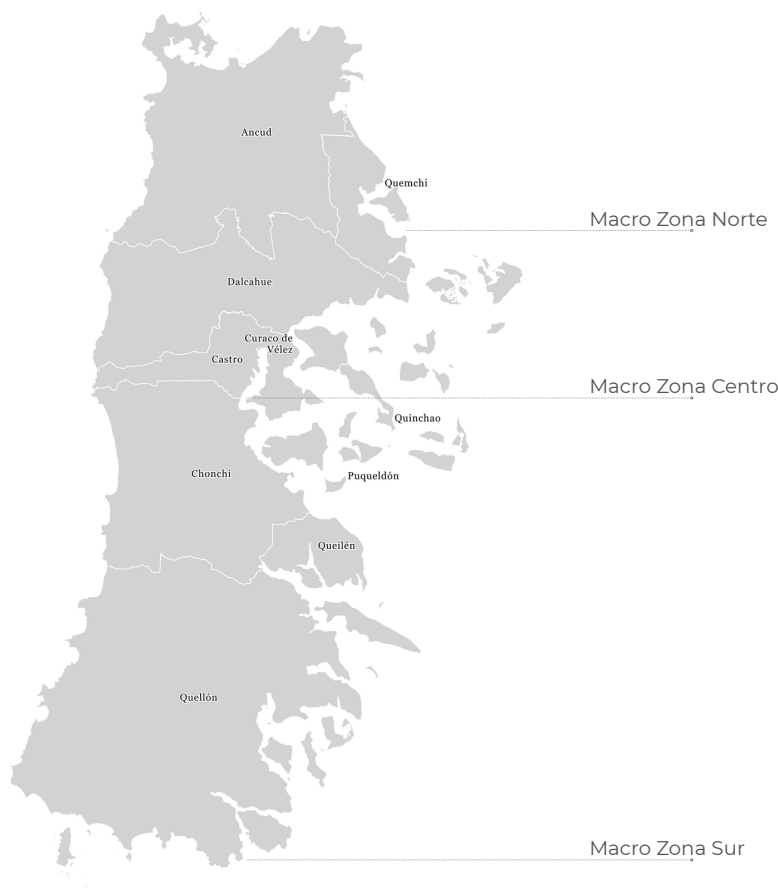 Ancud
Quemchi
Macro Zona Norte
Dalcahue
Curaco de
Vélez
Castro
Macro Zona Centro
Quinchao
Chonchi
Puqueldón
Queilén
Quellón
Macro Zona Sur